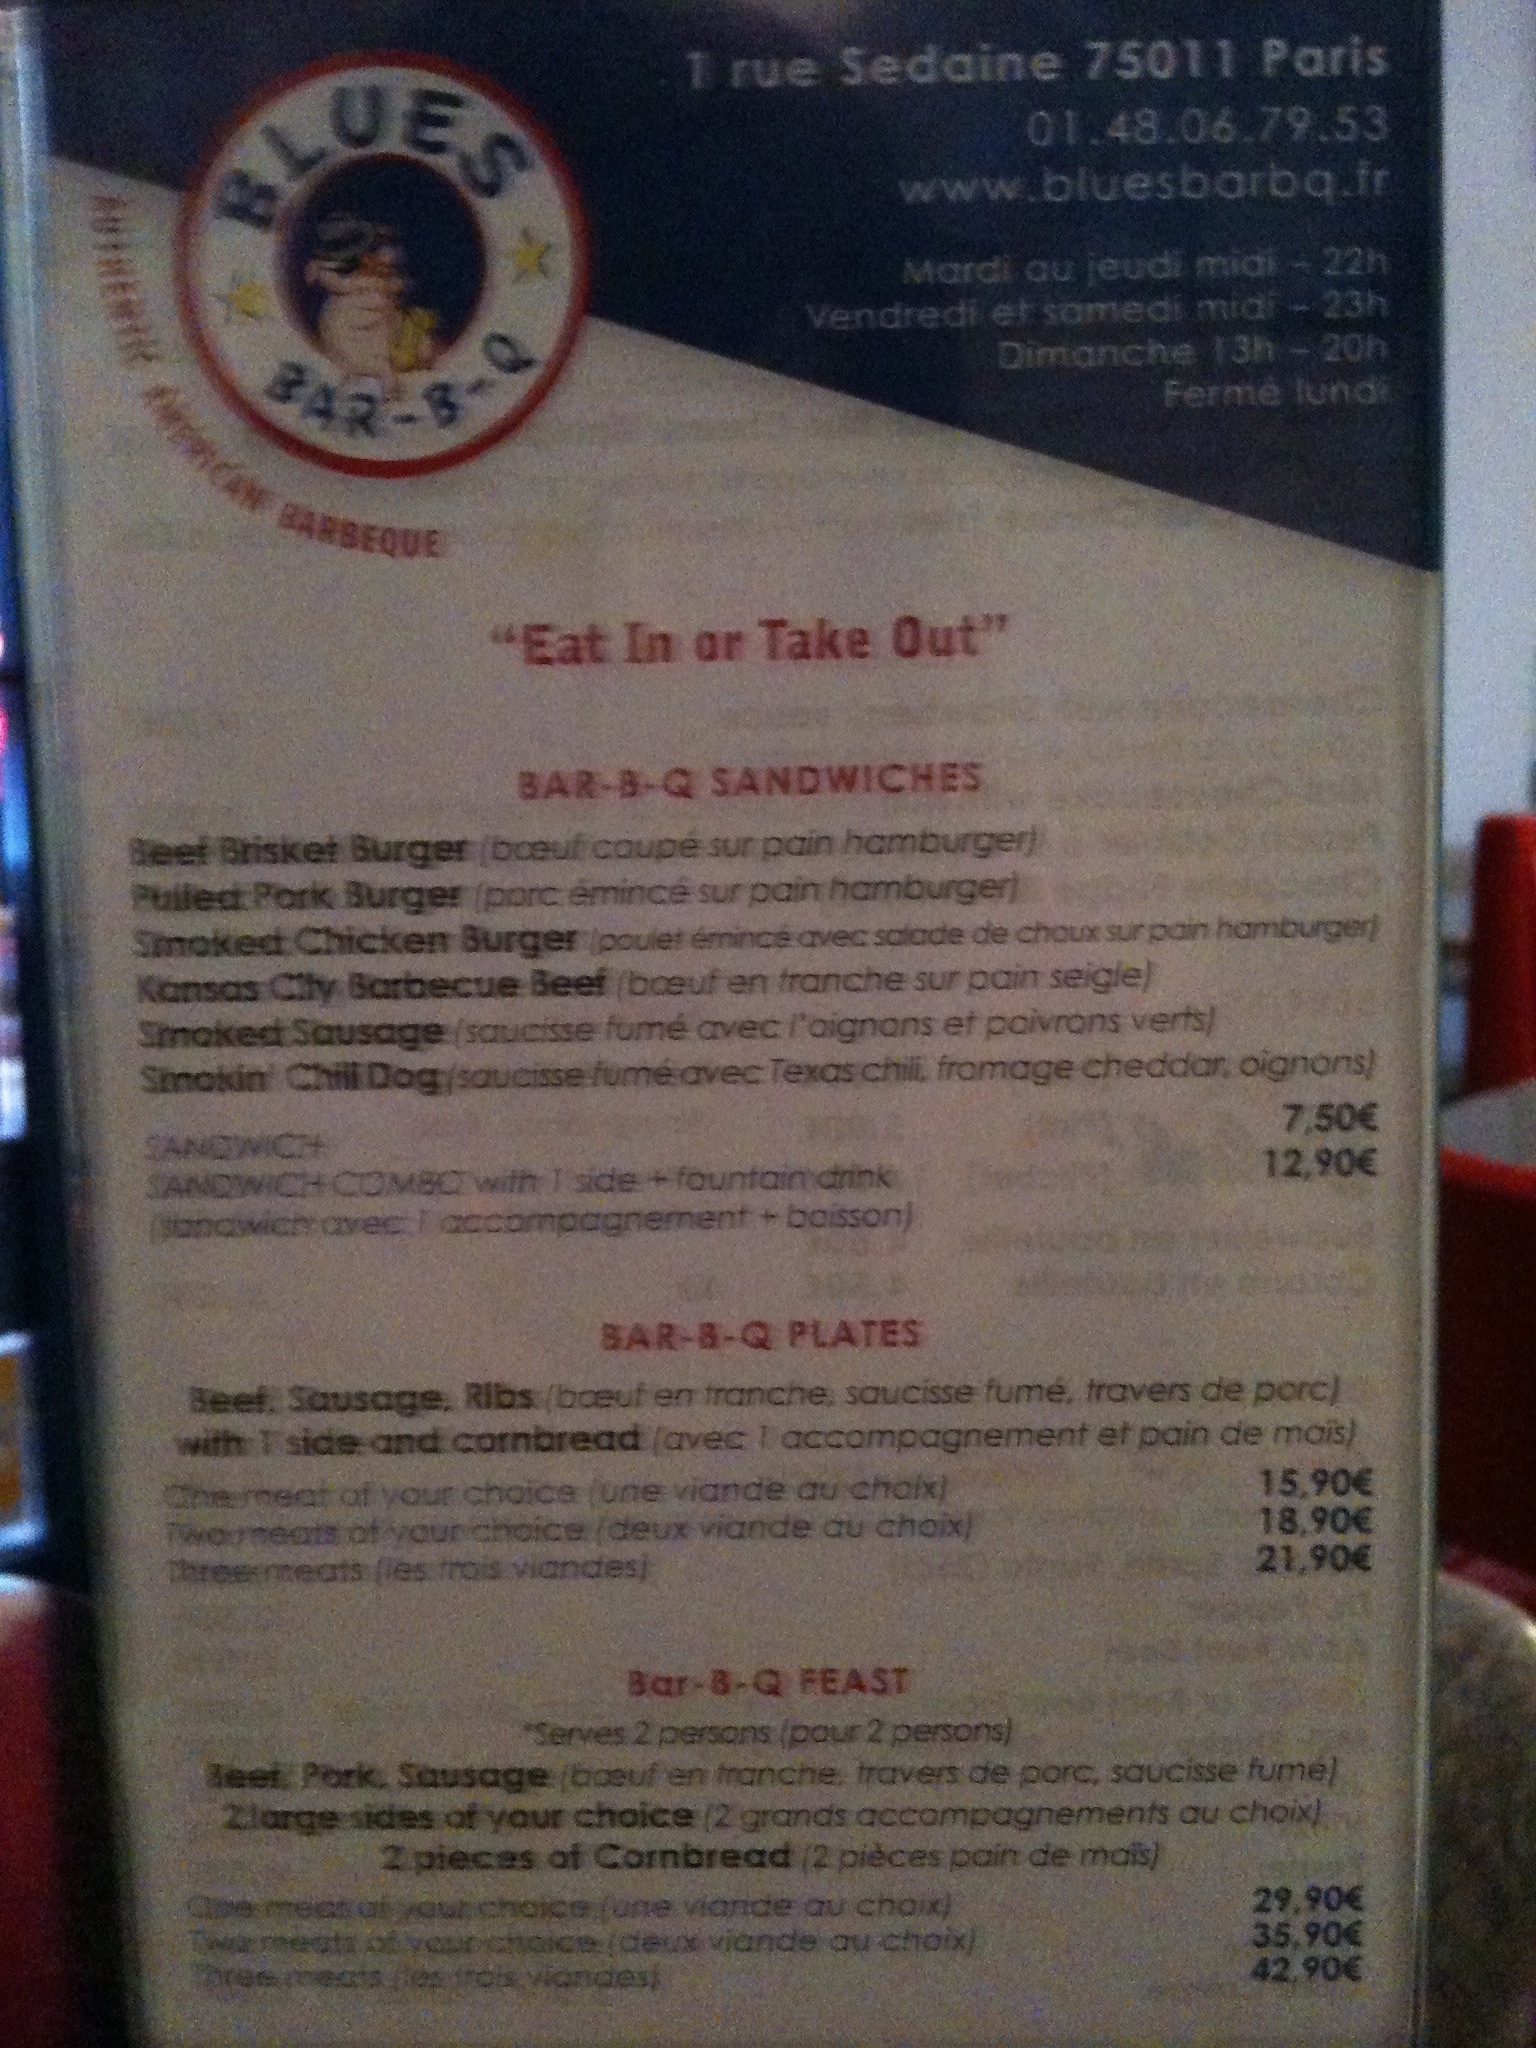 BLUES
BAR-B-Q
AUTHENTIC AMERICAN BARBEQUE
1 rue Sedaine 75011 Paris
01.48.06.79.53
www.bluesbarbq.fr
Mardi au jeudi midi - 22h
Vendredi et samedi midi - 23h
Dimanche 13h - 20h
Fermé lundi
"Eat In or Take Out"
BAR-B-Q SANDWICHES
Beef Brisket Burger (bœuf coupé sur pain hamburger)
Pulled Pork Burger (porc émincé sur pain hamburger)
Smoked Chicken Burger (poulet émincé avec salade de choux sur pain hamburger)
Kansas City Barbecue Beef (bœuf en tranche sur pain seigle)
Smoked Sausage (saucisse fumé avec l'oignons et poivrons verts)
Smokin' Chili Dog (saucisse fumé avec Texas chili, fromage cheddar, oignons)
SANDWICH 7,50€
SANDWICH COMBO with 1 side + fountain drink 12,90€
(sandwich avec 1 accompagnement + boisson)
BAR-B-Q PLATES
Beef, Sausage, Ribs (bœuf en tranche, saucisse fumé, travers de porc)
with 1 side and cornbread (avec 1 accompagnement et pain de maïs)
One meat of your choice (une viande au choix) 15,90€
Two meats of your choice (deux viande au choix) 18,90€
Three meats (les trois viandes) 21,90€
Bar-B-Q FEAST
*Serves 2 persons (pour 2 persons)
Beef, Pork, Sausage (bœuf en tranche, travers de porc, saucisse fumé)
2 large sides of your choice (2 grands accompagnements au choix)
2 pieces of Cornbread (2 pièces pain de maïs)
One meat of your choice (une viande au choix) 29,90€
Two meats of your choice (deux viande au choix) 35,90€
Three meats (les trois viandes) 42,90€